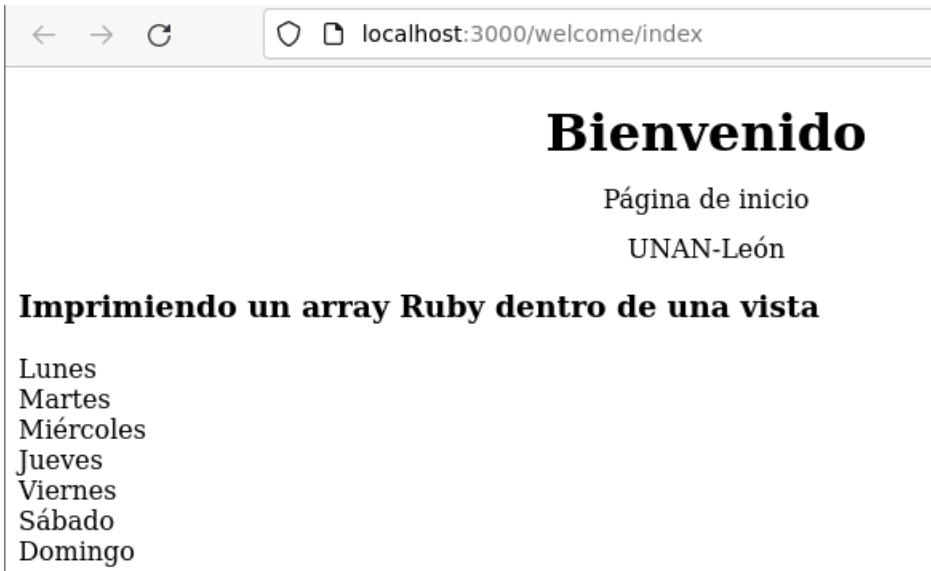 localhost:3000/welcome/index
Bienvenido
Página de inicio
UNAN-León
Imprimiendo un array Ruby dentro de una vista
Lunes
Martes
Miércoles
Jueves
Viernes
Sábado
Domingo